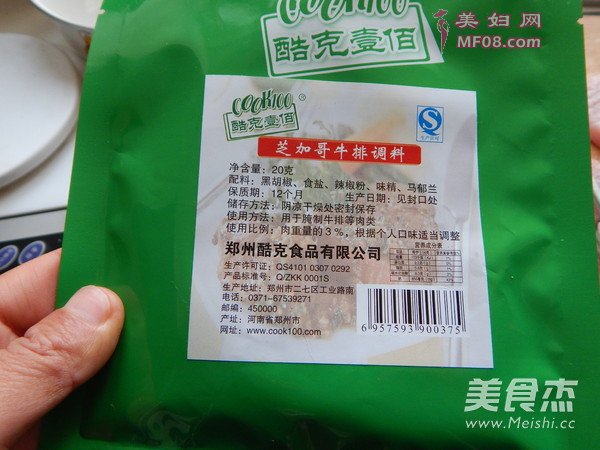 COOK100
酷克壹佰
美妇网
MF08.com
COOK100®
酷克壹佰
芝加哥牛排调料
净含量：20克
配料：黑胡椒、食盐、辣椒粉、味精、马郁兰
保质期：12个月 生产日期：见封口处
储存方法：阴凉干燥处密封保存
使用方法：用于腌制牛排等肉类
使用比例：肉重量的3%，根据个人口味适当调整
郑州酷克食品有限公司
生产许可证：QS4101 0307 0292
产品标准号：Q/ZKK 0001S
生产地址：郑州市二七区工业路南
电话：0371-67539271
邮编：450000
产址：河南省郑州市
网址：www.cook100.com
营养成分表
6957593900375
美食杰
www.Meishij.cc